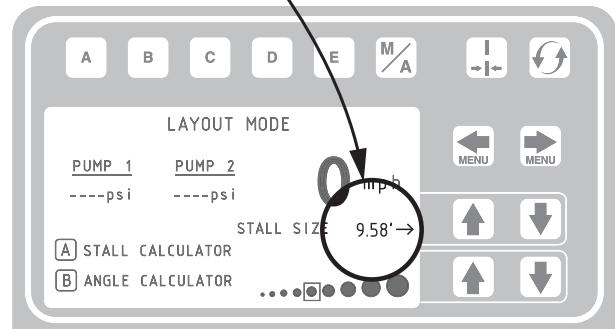 A B C D E M/A
LAYOUT MODE
MENU MENU
PUMP 1 PUMP 2 0 mph
----psi ----psi
STALL SIZE 9.58'→
A STALL CALCULATOR
B ANGLE CALCULATOR